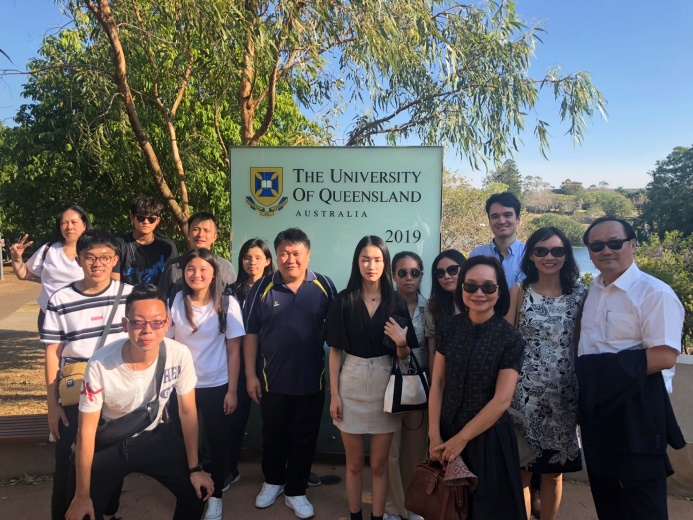 THE UNIVERSITY
OF QUEENSLAND
AUSTRALIA
2019